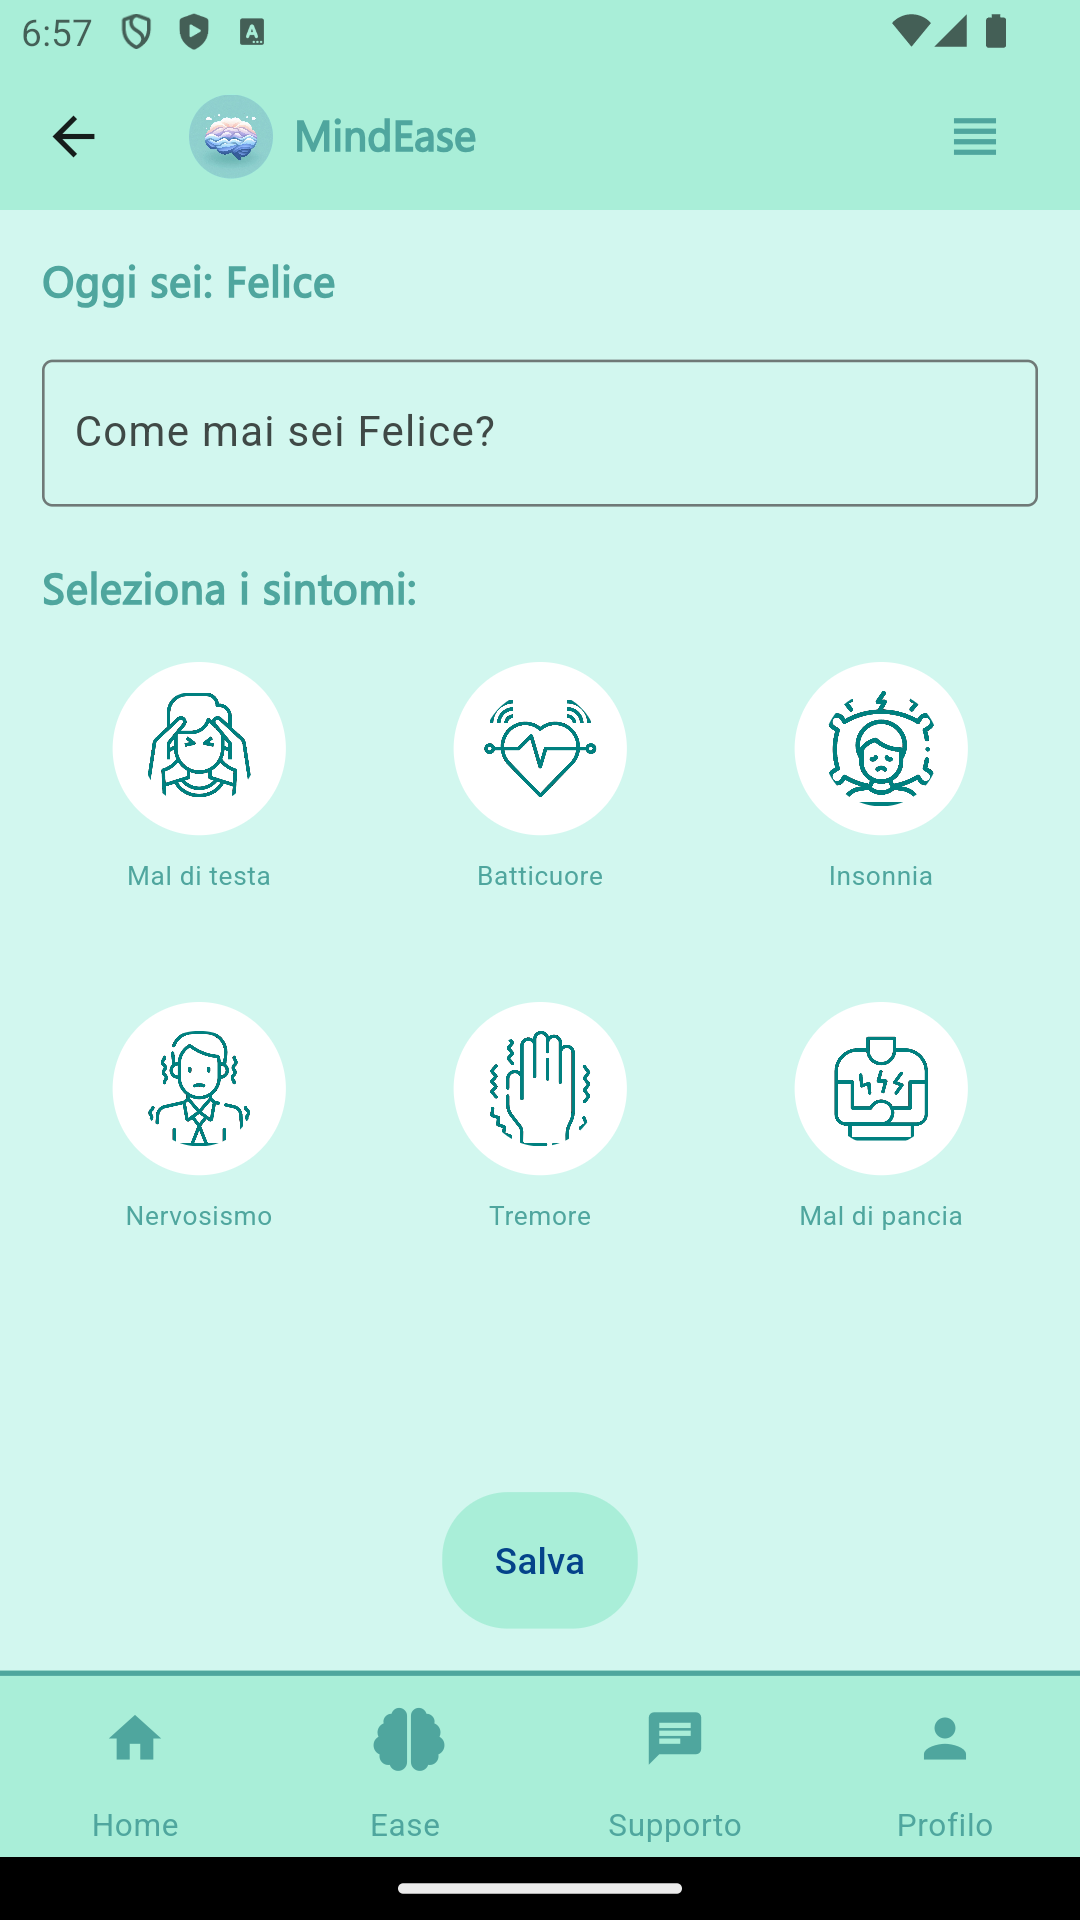 6:57
MindEase
Oggi sei: Felice
Come mai sei Felice?
Seleziona i sintomi:
Mal di testa
Batticuore
Insonnia
Nervosismo
Tremore
Mal di pancia
Salva
Home
Ease
Supporto
Profilo